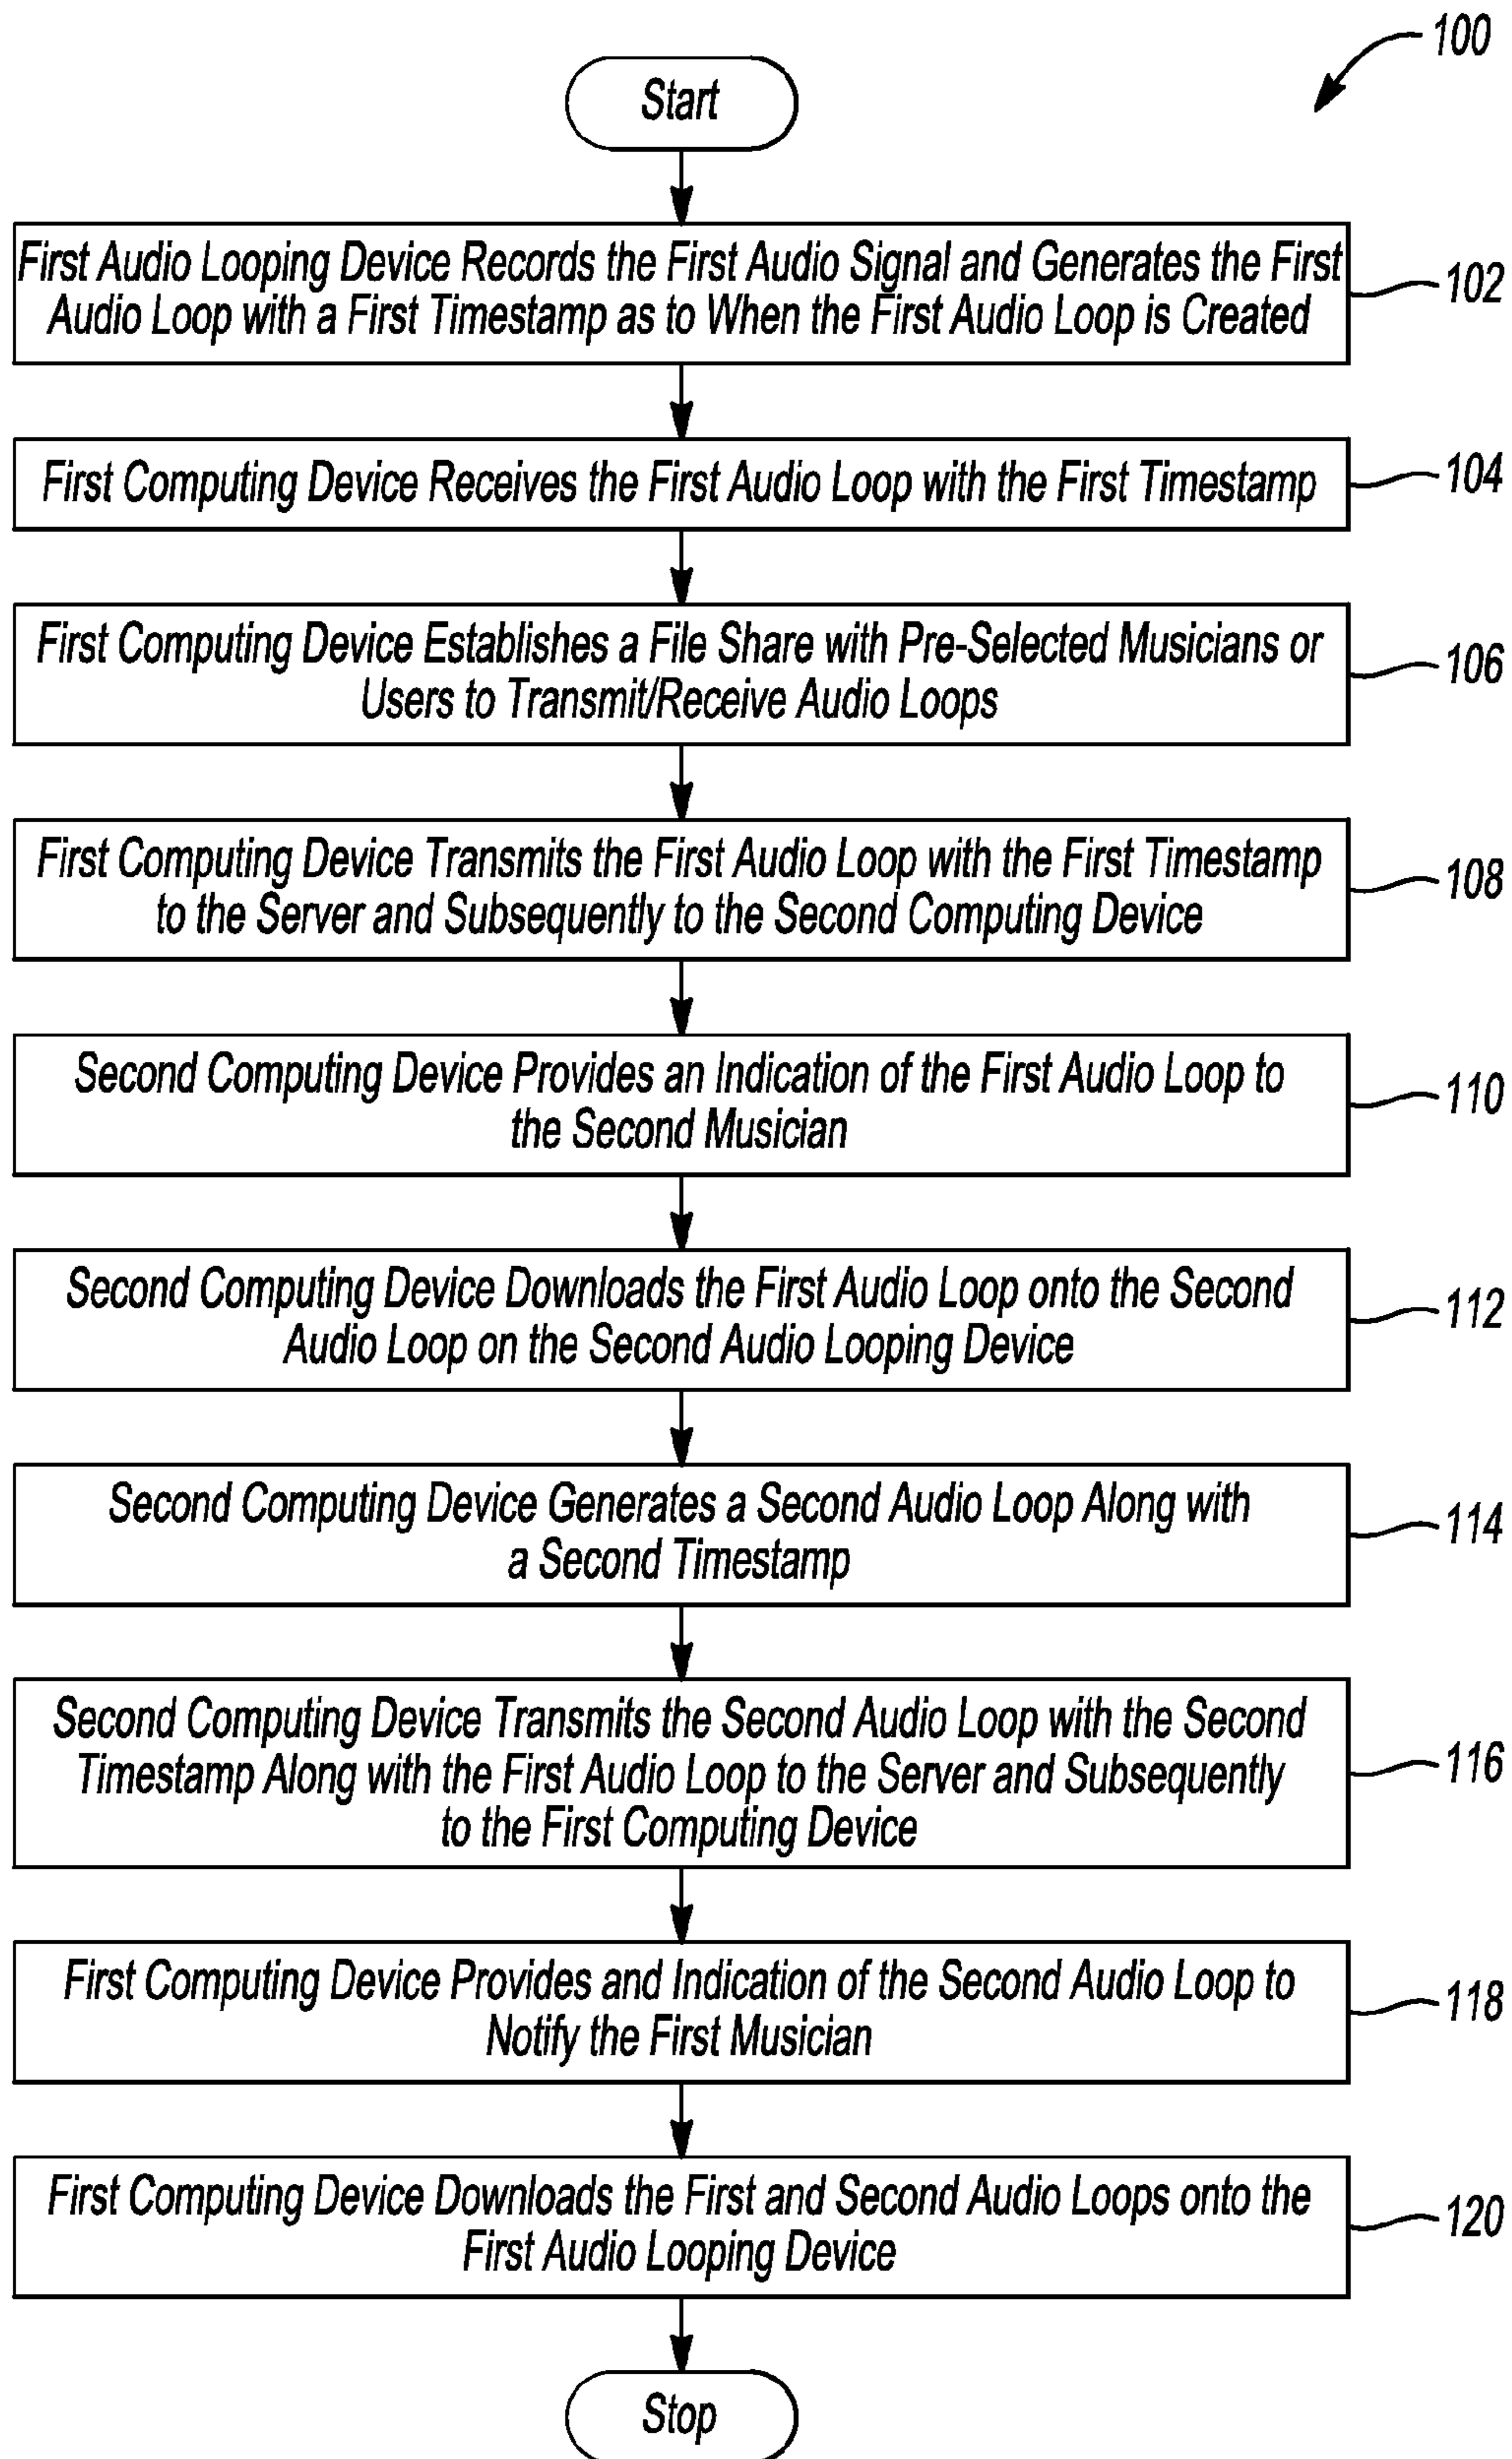 100
Start
First Audio Looping Device Records the First Audio Signal and Generates the First
Audio Loop with a First Timestamp as to When the First Audio Loop is Created
102
First Computing Device Receives the First Audio Loop with the First Timestamp
104
First Computing Device Establishes a File Share with Pre-Selected Musicians or
Users to Transmit/Receive Audio Loops
106
First Computing Device Transmits the First Audio Loop with the First Timestamp
to the Server and Subsequently to the Second Computing Device
108
Second Computing Device Provides an Indication of the First Audio Loop to
the Second Musician
110
Second Computing Device Downloads the First Audio Loop onto the Second
Audio Loop on the Second Audio Looping Device
112
Second Computing Device Generates a Second Audio Loop Along with
a Second Timestamp
114
Second Computing Device Transmits the Second Audio Loop with the Second
Timestamp Along with the First Audio Loop to the Server and Subsequently
to the First Computing Device
116
First Computing Device Provides and Indication of the Second Audio Loop to
Notify the First Musician
118
First Computing Device Downloads the First and Second Audio Loops onto the
First Audio Looping Device
120
Stop